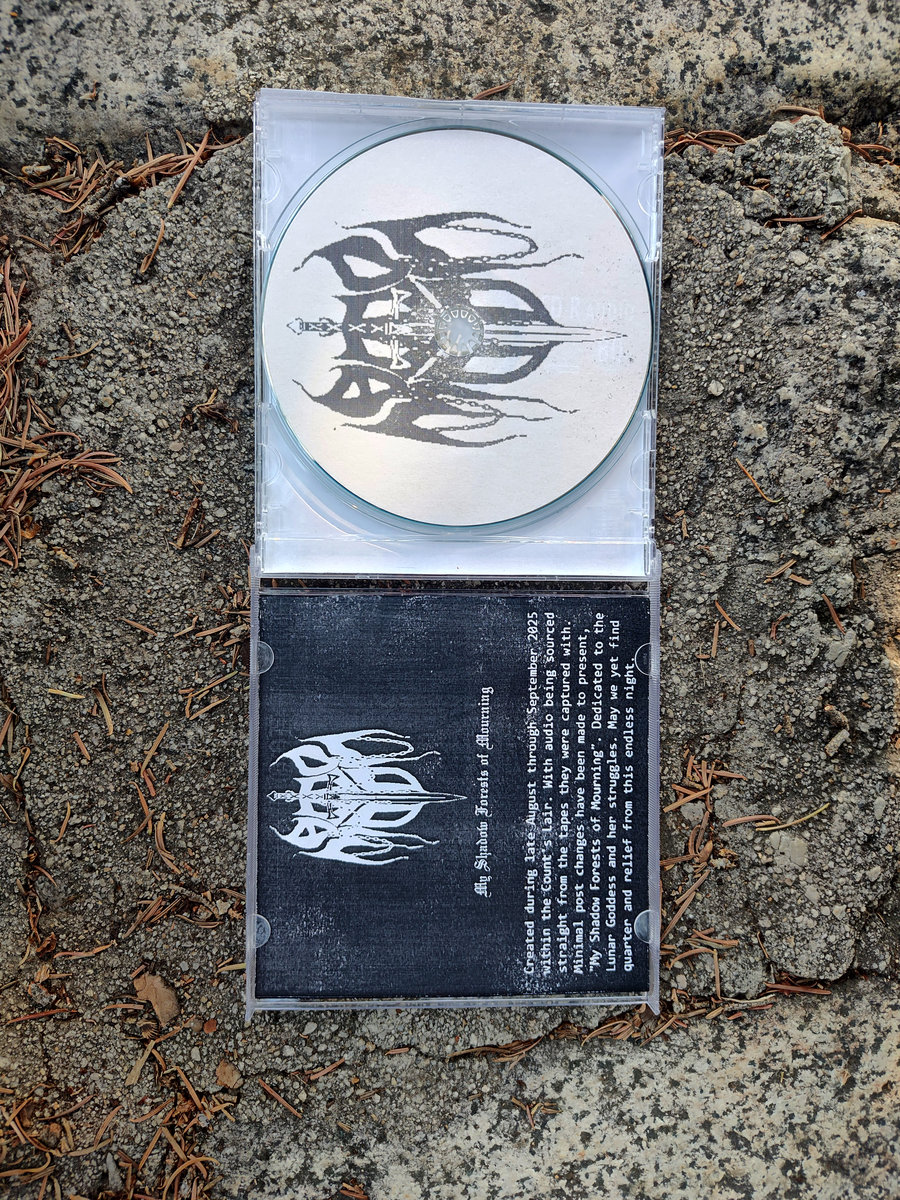 My Shadow Forests of Mourning
Created during late August through September 2025
within the Count's Lair. With audio being sourced
straight from the tapes they were captured with.
Minimal post changes have been made to present,
"My Shadow Forests of Mourning". Dedicated to the
Lunar Goddess and her struggles. May we yet find
quarter and relief from this endless night.